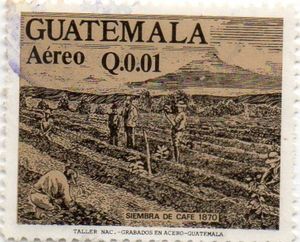 GUATEMALA
Aéreo Q.0.01
SIEMBRA DE CAFE 1870
TALLER NAC.-GRABADOS EN ACERO-GUATEMALA